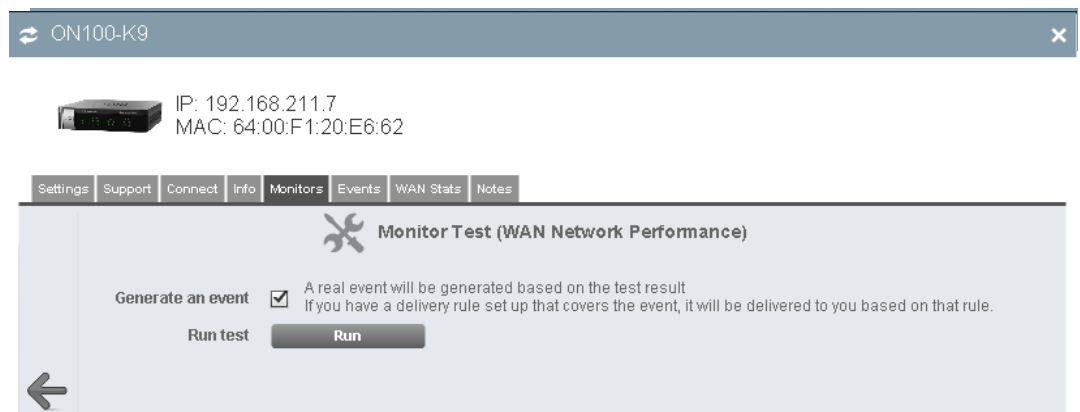 ON100-K9
IP: 192.168.211.7
MAC: 64:00:F1:20:E6:62
Settings Support Connect Info Monitors Events WAN Stats Notes
Monitor Test (WAN Network Performance)
Generate an event A real event will be generated based on the test result
If you have a delivery rule set up that covers the event, it will be delivered to you based on that rule.
Run test Run